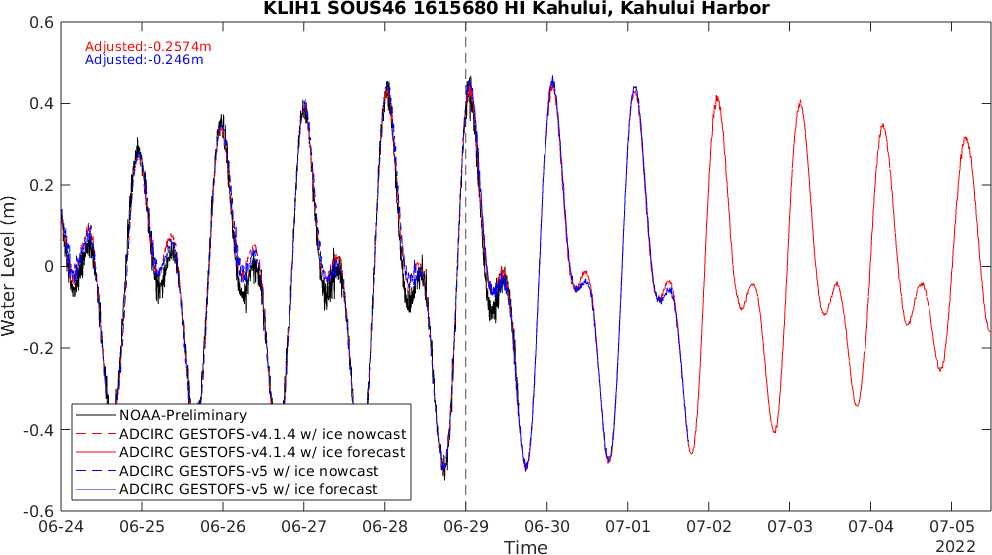 KLIH1 SOUS46 1615680 HI Kahului, Kahului Harbor
Adjusted:-0.2574m
Adjusted:-0.246m
Water Level (m)
0.6
0.4
0.2
0
-0.2
-0.4
-0.6
NOAA-Preliminary
ADCIRC GESTOFS-v4.1.4 w/ ice nowcast
ADCIRC GESTOFS-v4.1.4 w/ ice forecast
ADCIRC GESTOFS-v5 w/ ice nowcast
ADCIRC GESTOFS-v5 w/ ice forecast
06-24 06-25 06-26 06-27 06-28 06-29 06-30 07-01 07-02 07-03 07-04 07-05
Time
2022